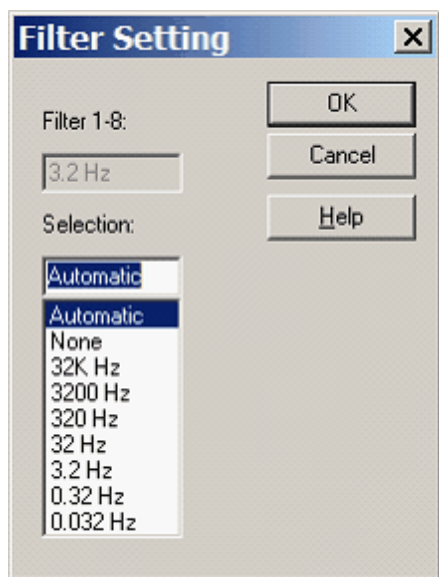 Filter Setting
OK
Filter 1-8:
Cancel
3.2 Hz
Help
Selection:
Automatic
Automatic
None
32K Hz
3200 Hz
320 Hz
32 Hz
3.2 Hz
0.32 Hz
0.032 Hz